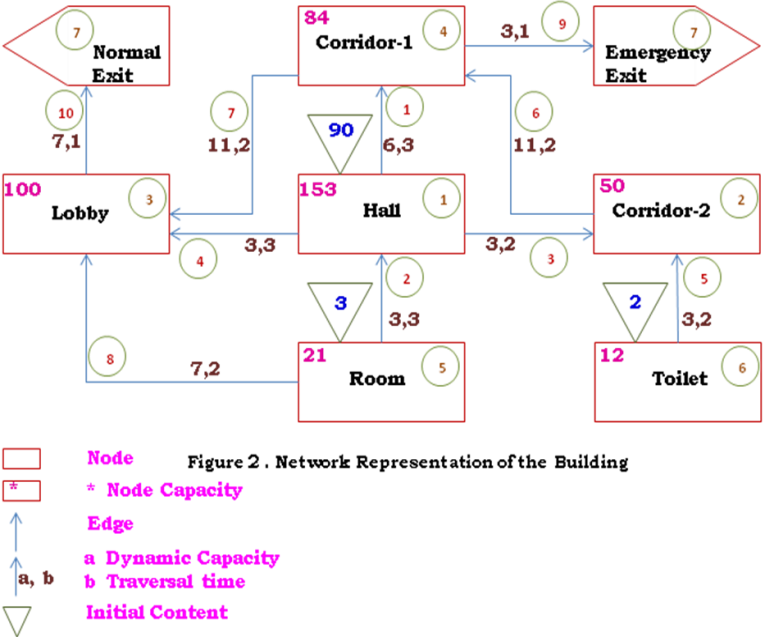 7
Normal
Exit
84
Corridor-1
4
3,1
9
7
Emergency
Exit
10
7,1
7
11,2
90
1
6,3
6
11,2
100
Lobby
3
153
Hall
1
50
Corridor-2
2
4
3,3
3,2
3
3
2
3,3
2
5
3,2
8
7,2
21
Room
5
12
Toilet
6
Node
Figure 2 . Network Representation of the Building
*
* Node Capacity
Edge
a, b
a Dynamic Capacity
b Traversal time
Initial Content